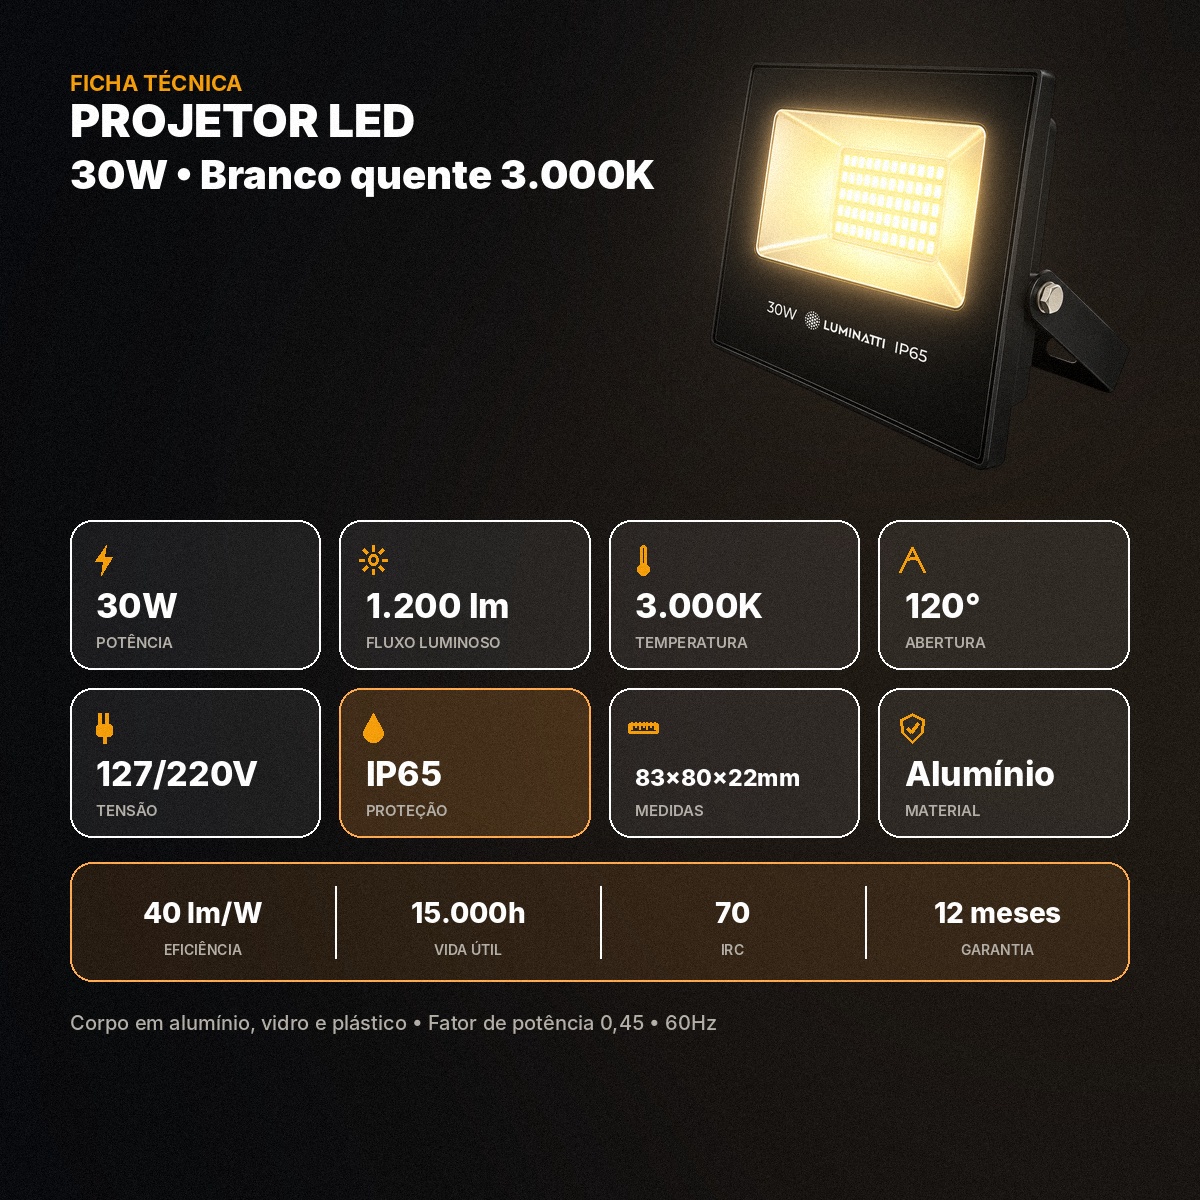 FICHA TÉCNICA
PROJETOR LED
30W • Branco quente 3.000K
30W LUMINATTI IP65
30W
POTÊNCIA
1.200 lm
FLUXO LUMINOSO
3.000K
TEMPERATURA
120°
ABERTURA
127/220V
TENSÃO
IP65
PROTEÇÃO
83×80×22mm
MEDIDAS
Alumínio
MATERIAL
40 lm/W
EFICIÊNCIA
15.000h
VIDA ÚTIL
70
IRC
12 meses
GARANTIA
Corpo em alumínio, vidro e plástico • Fator de potência 0,45 • 60Hz